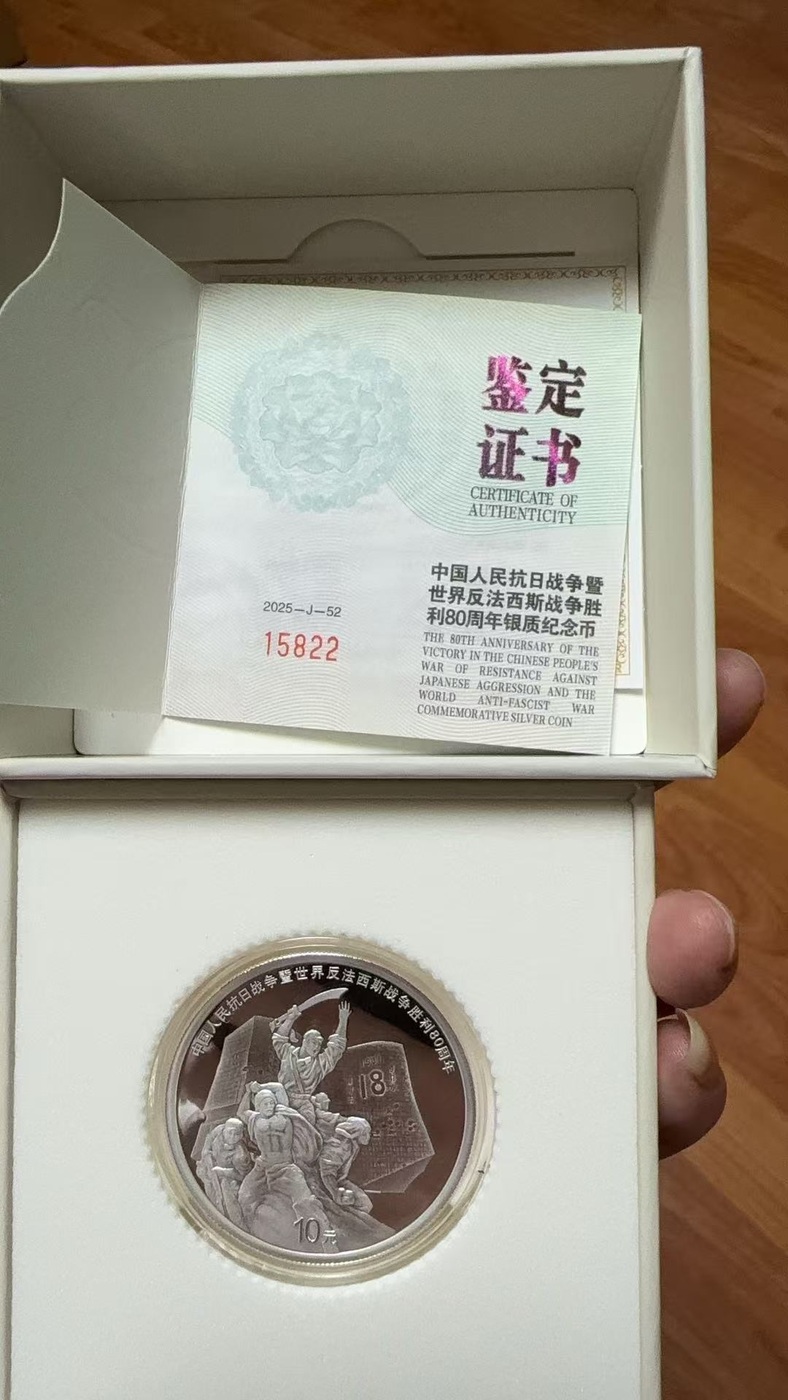 鉴定
证书
CERTIFICATE OF
AUTHENTICITY
中国人民抗日战争暨
世界反法西斯战争胜
利80周年银质纪念币
THE 80TH ANNIVERSARY OF THE
VICTORY IN THE CHINESE PEOPLE'S
WAR OF RESISTANCE AGAINST
JAPANESE AGGRESSION AND THE
WORLD ANTI-FASCIST WAR
COMMEMORATIVE SILVER COIN
2025-J-52
15822
中国人民抗日战争暨世界反法西斯战争胜利80周年
18
10元